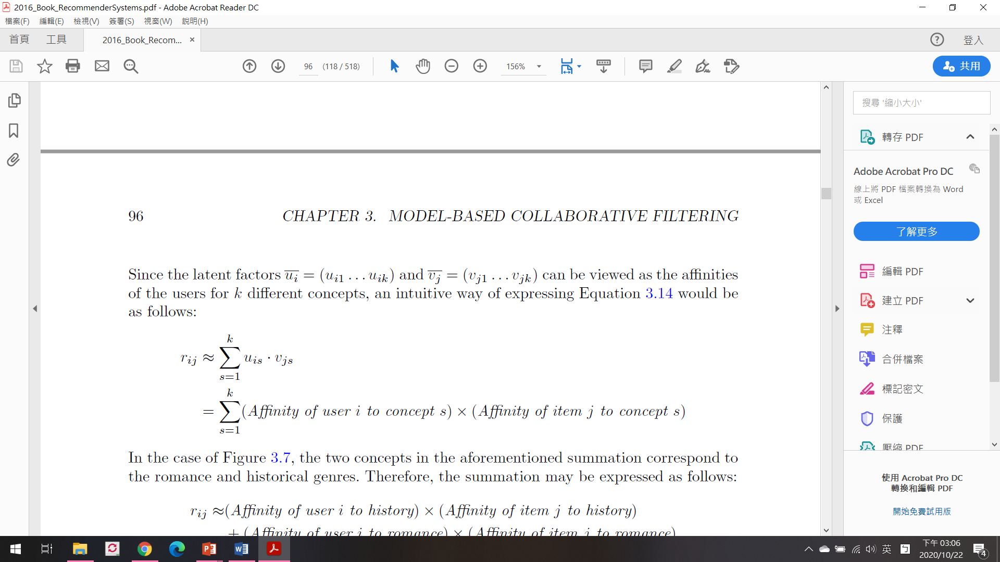 2016_Book_RecommenderSystems.pdf - Adobe Acrobat Reader DC
檔案(F) 編輯(E) 檢視(V) 簽署(S) 視窗(W) 說明(H)
首頁 工具 2016_Book_Recom... × 登入
96 (118 / 518) 156% 共用
搜尋 '縮小大小'
轉存 PDF
Adobe Acrobat Pro DC
線上將 PDF 檔案轉換為 Word
或 Excel
了解更多
編輯 PDF
建立 PDF
注釋
合併檔案
標記密文
保護
壓縮 PDF
使用 Acrobat Pro DC
轉換和編輯 PDF
開始免費試用版
96 CHAPTER 3. MODEL-BASED COLLABORATIVE FILTERING
Since the latent factors $\overline{u_i} = (u_{i1} \ldots u_{ik})$ and $\overline{v_j} = (v_{j1} \ldots v_{jk})$ can be viewed as the affinities
of the users for k different concepts, an intuitive way of expressing Equation 3.14 would be
as follows:
$r_{ij} \approx \sum_{s=1}^{k} u_{is} \cdot v_{js}$
$= \sum_{s=1}^{k}$ (Affinity of user i to concept s) × (Affinity of item j to concept s)
In the case of Figure 3.7, the two concepts in the aforementioned summation correspond to
the romance and historical genres. Therefore, the summation may be expressed as follows:
$r_{ij} \approx$(Affinity of user i to history) × (Affinity of item j to history)
+ (Affinity of user i to romance) × (Affinity of item j to romance)
英
下午 03:06
2020/10/22
4